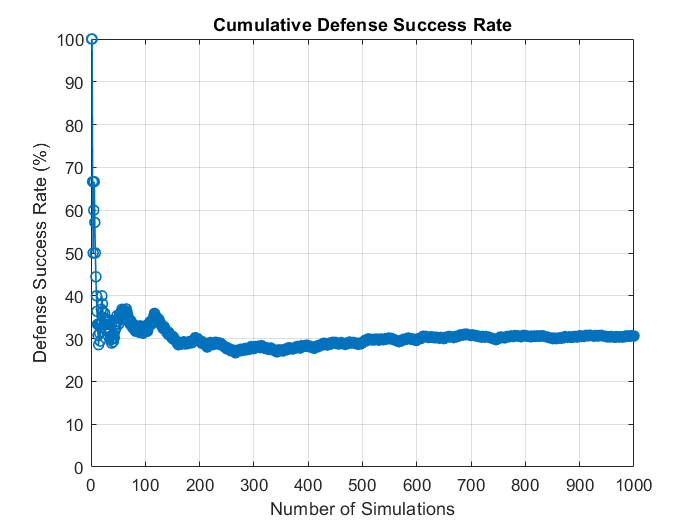 Cumulative Defense Success Rate
100
90
80
70
60
50
40
30
20
10
0
Defense Success Rate (%)
0 100 200 300 400 500 600 700 800 900 1000
Number of Simulations